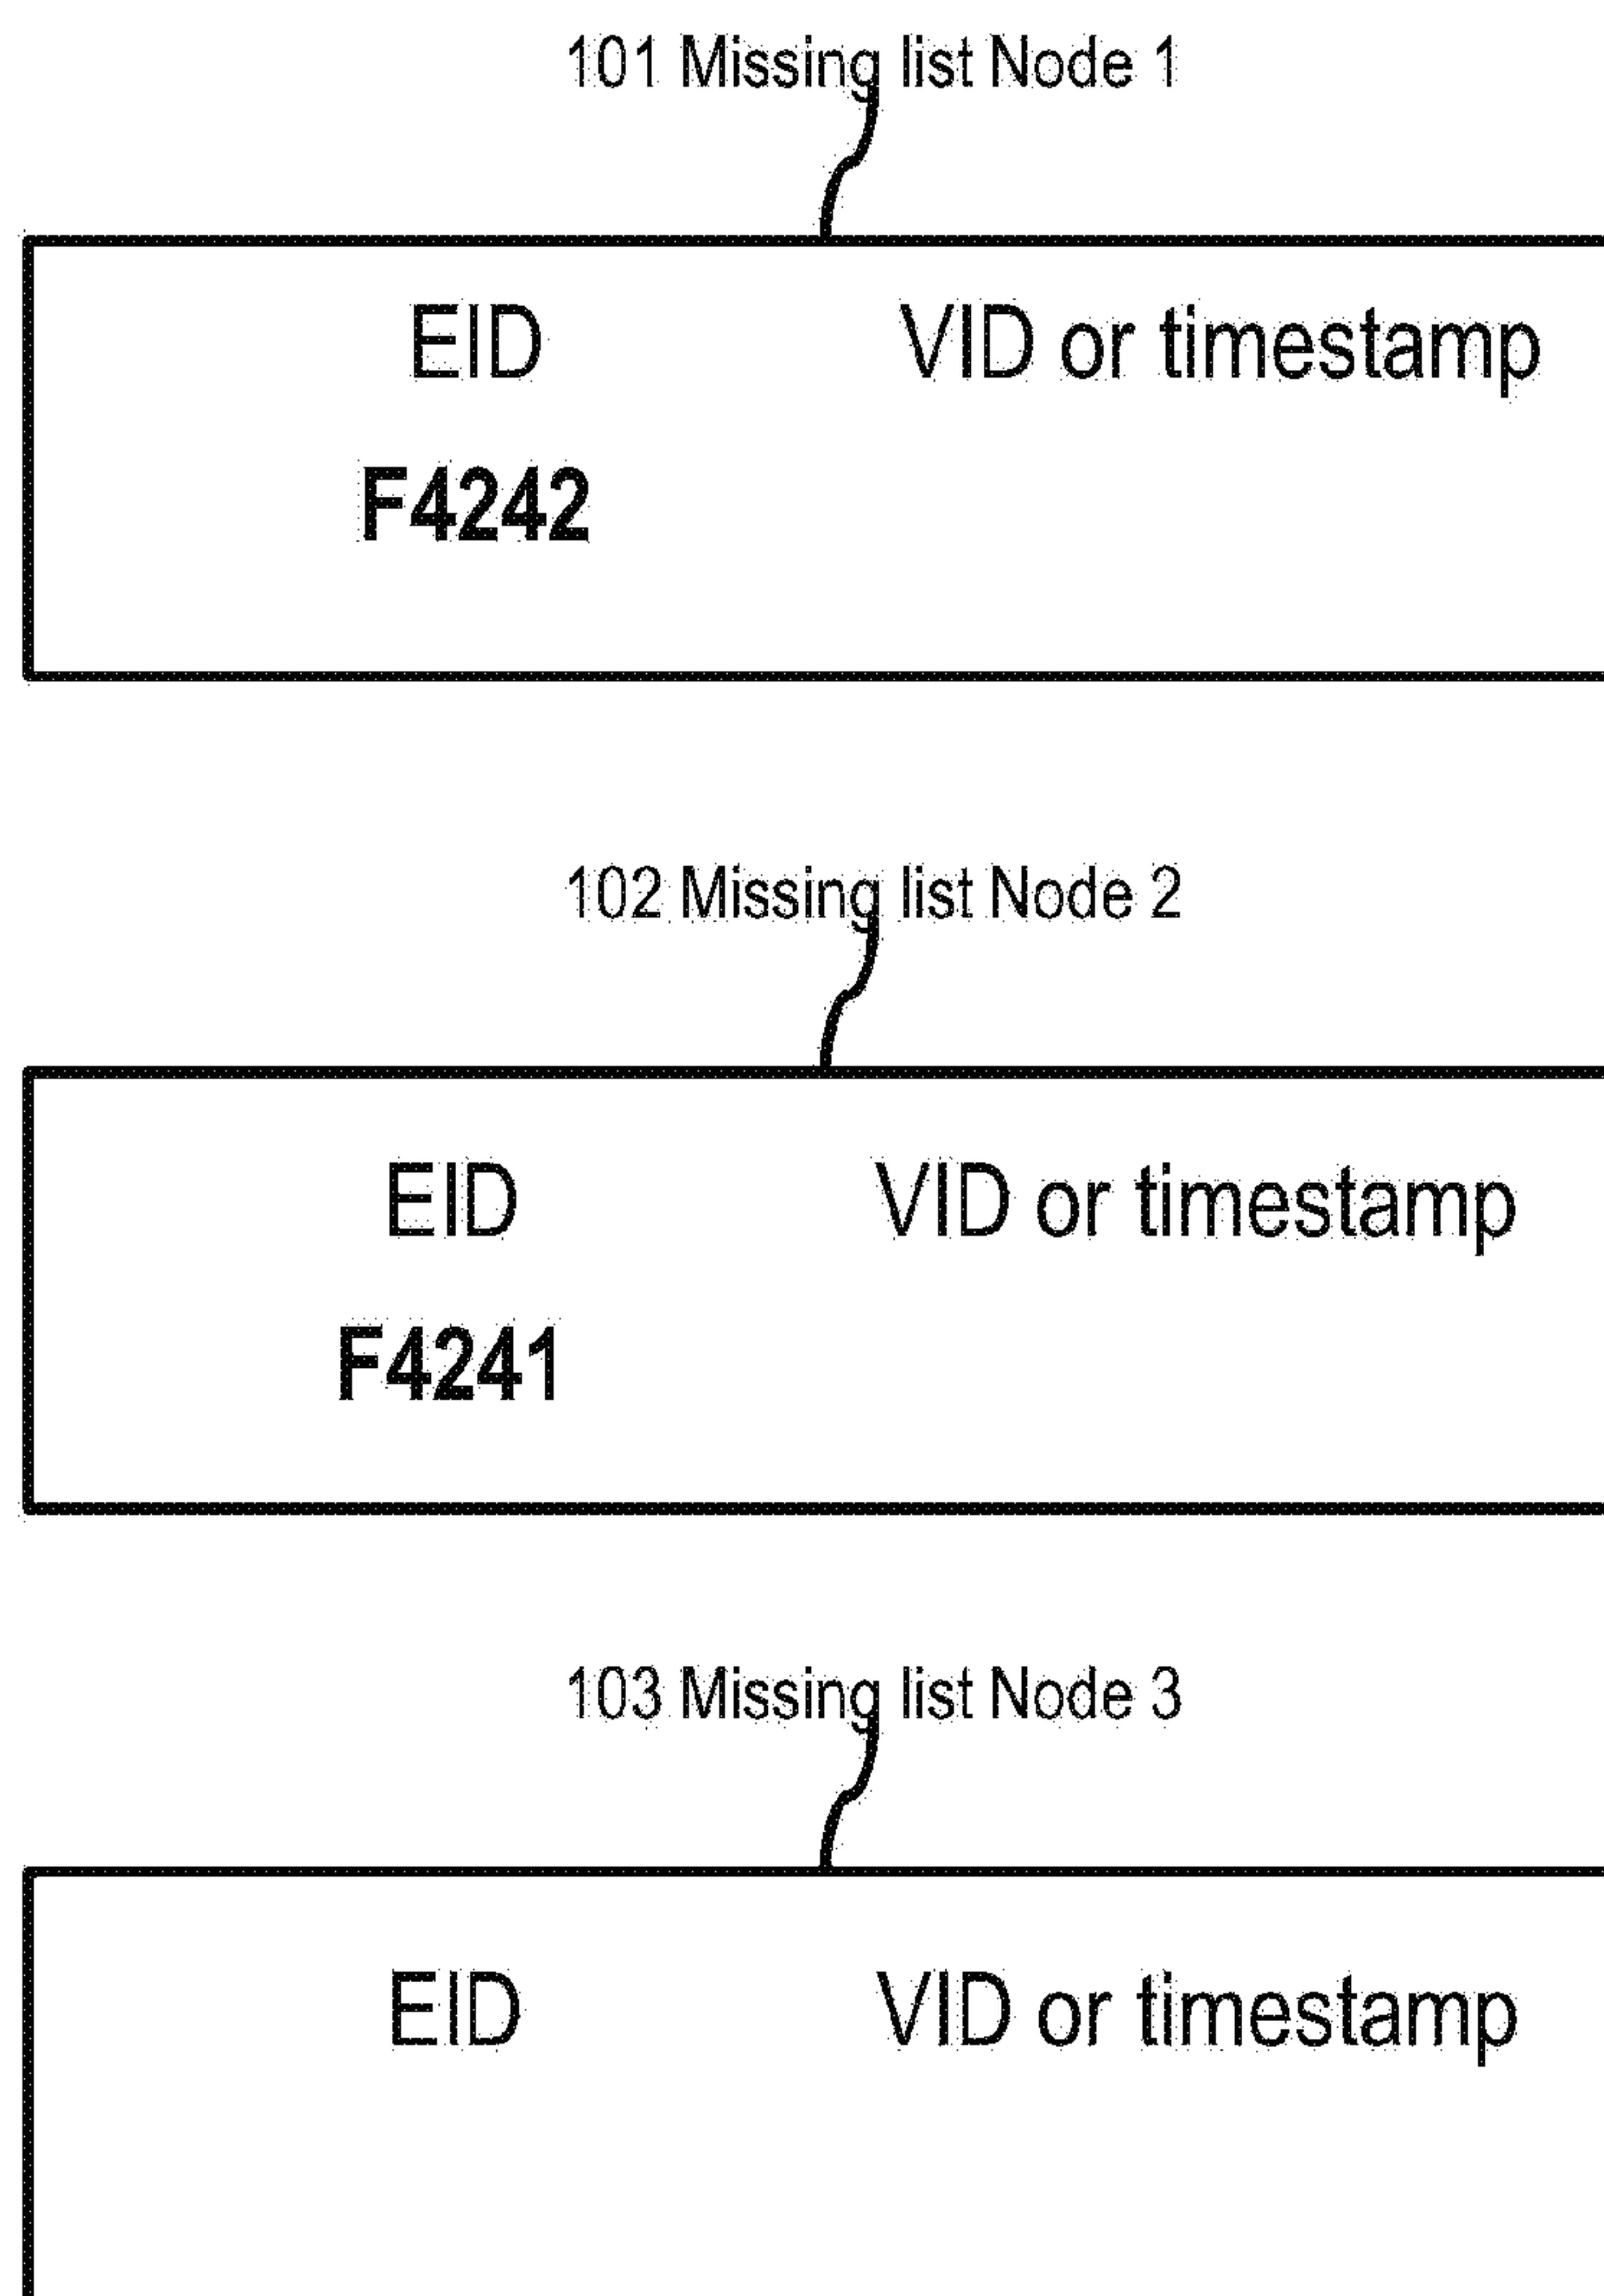 101 Missing list Node 1
EID VID or timestamp
F4242
102 Missing list Node 2
EID VID or timestamp
F4241
103 Missing list Node 3
EID VID or timestamp